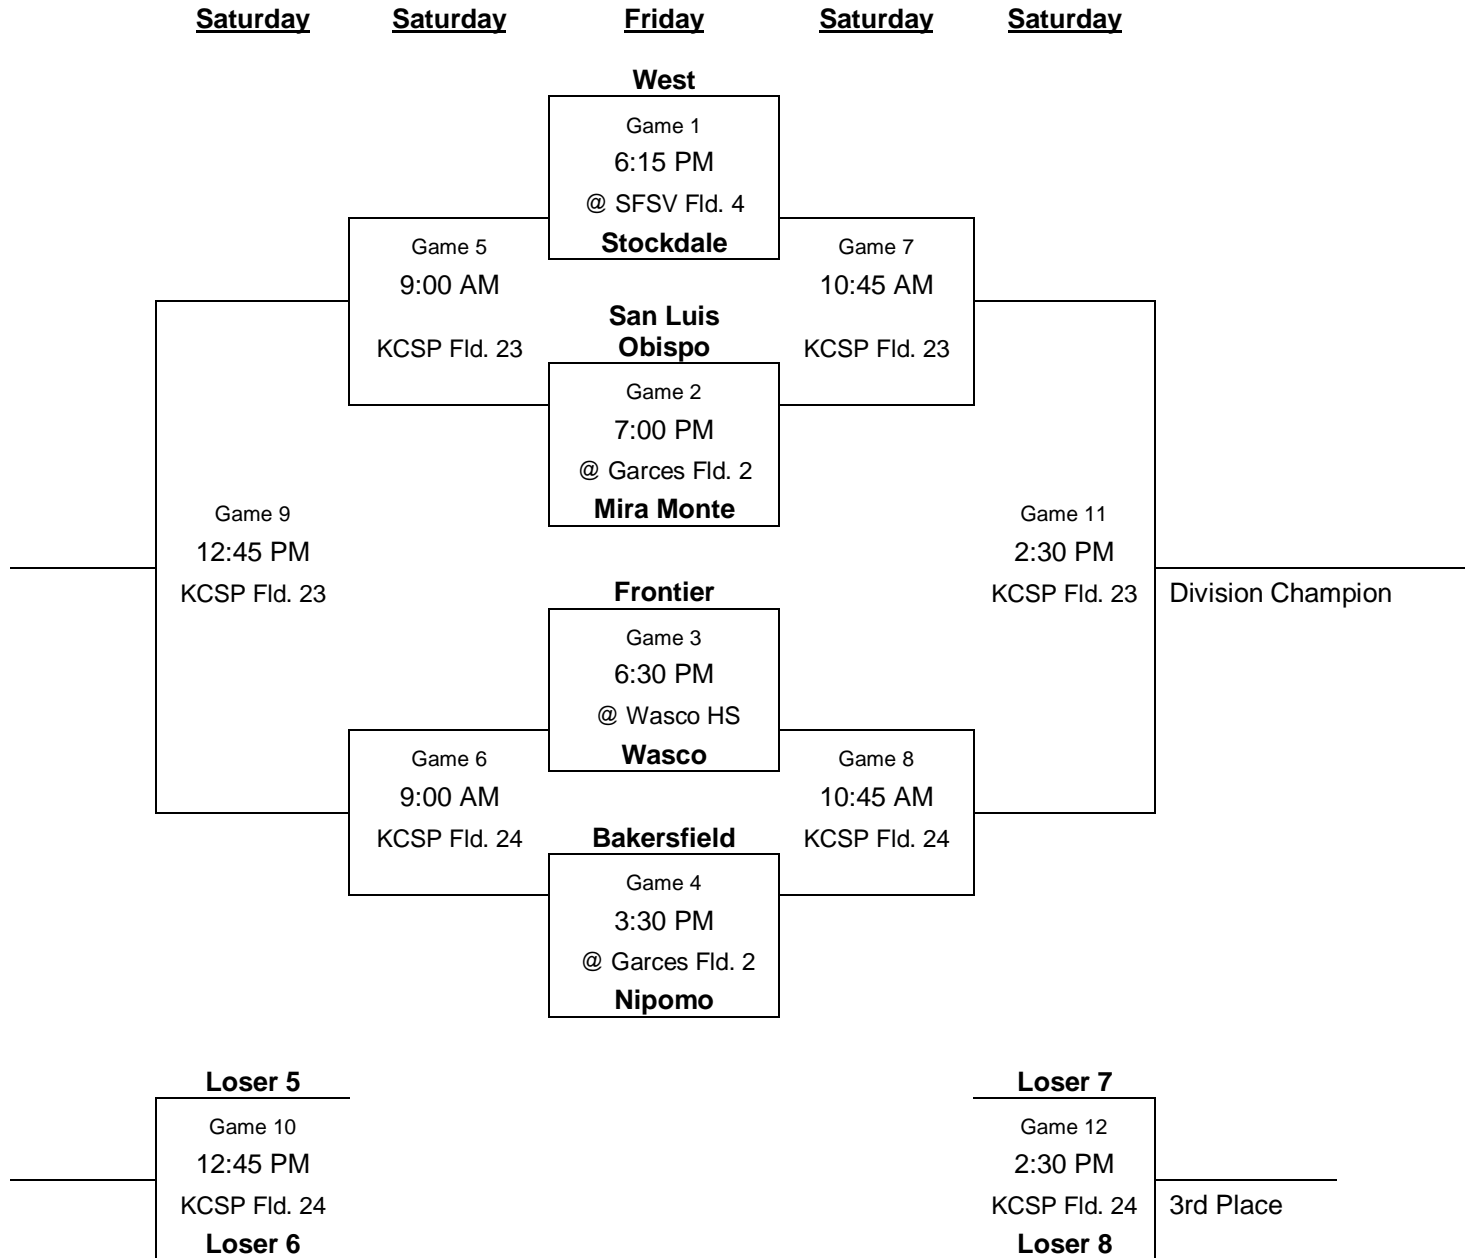 Saturday Saturday Friday Saturday Saturday
West
Game 1
6:15 PM
@ SFSV Fld. 4
Stockdale
Game 5
9:00 AM
KCSP Fld. 23
Game 7
10:45 AM
KCSP Fld. 23
San Luis
Obispo
Game 2
7:00 PM
@ Garces Fld. 2
Mira Monte
Game 9
12:45 PM
KCSP Fld. 23
Game 11
2:30 PM
KCSP Fld. 23
Division Champion
Frontier
Game 3
6:30 PM
@ Wasco HS
Wasco
Game 6
9:00 AM
KCSP Fld. 24
Game 8
10:45 AM
KCSP Fld. 24
Bakersfield
Game 4
3:30 PM
@ Garces Fld. 2
Nipomo
Loser 5
Game 10
12:45 PM
KCSP Fld. 24
Loser 6
Loser 7
Game 12
2:30 PM
KCSP Fld. 24
3rd Place
Loser 8